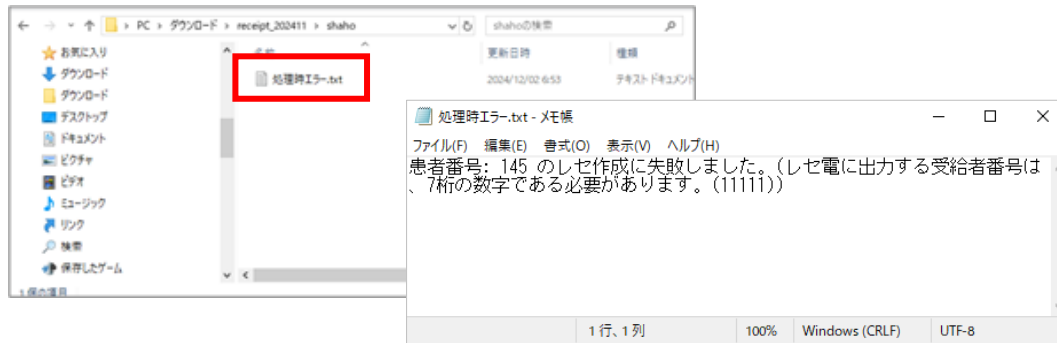 PC › ダウンロード › receipt_202411 › shaho
shahoの検索
お気に入り
ダウンロード
ダウンロード
デスクトップ
ドキュメント
ピクチャ
ビデオ
ミュージック
リンク
検索
保存したゲーム
更新日時
種類
処理時エラー.txt
2024/12/02 6:53
テキスト ドキュメント
処理時エラー.txt - メモ帳
ファイル(F) 編集(E) 書式(O) 表示(V) ヘルプ(H)
患者番号: 145 のレセ作成に失敗しました。(レセ電に出力する受給者番号は
、7桁の数字である必要があります。(11111))
1 行、1 列
100%
Windows (CRLF)
UTF-8